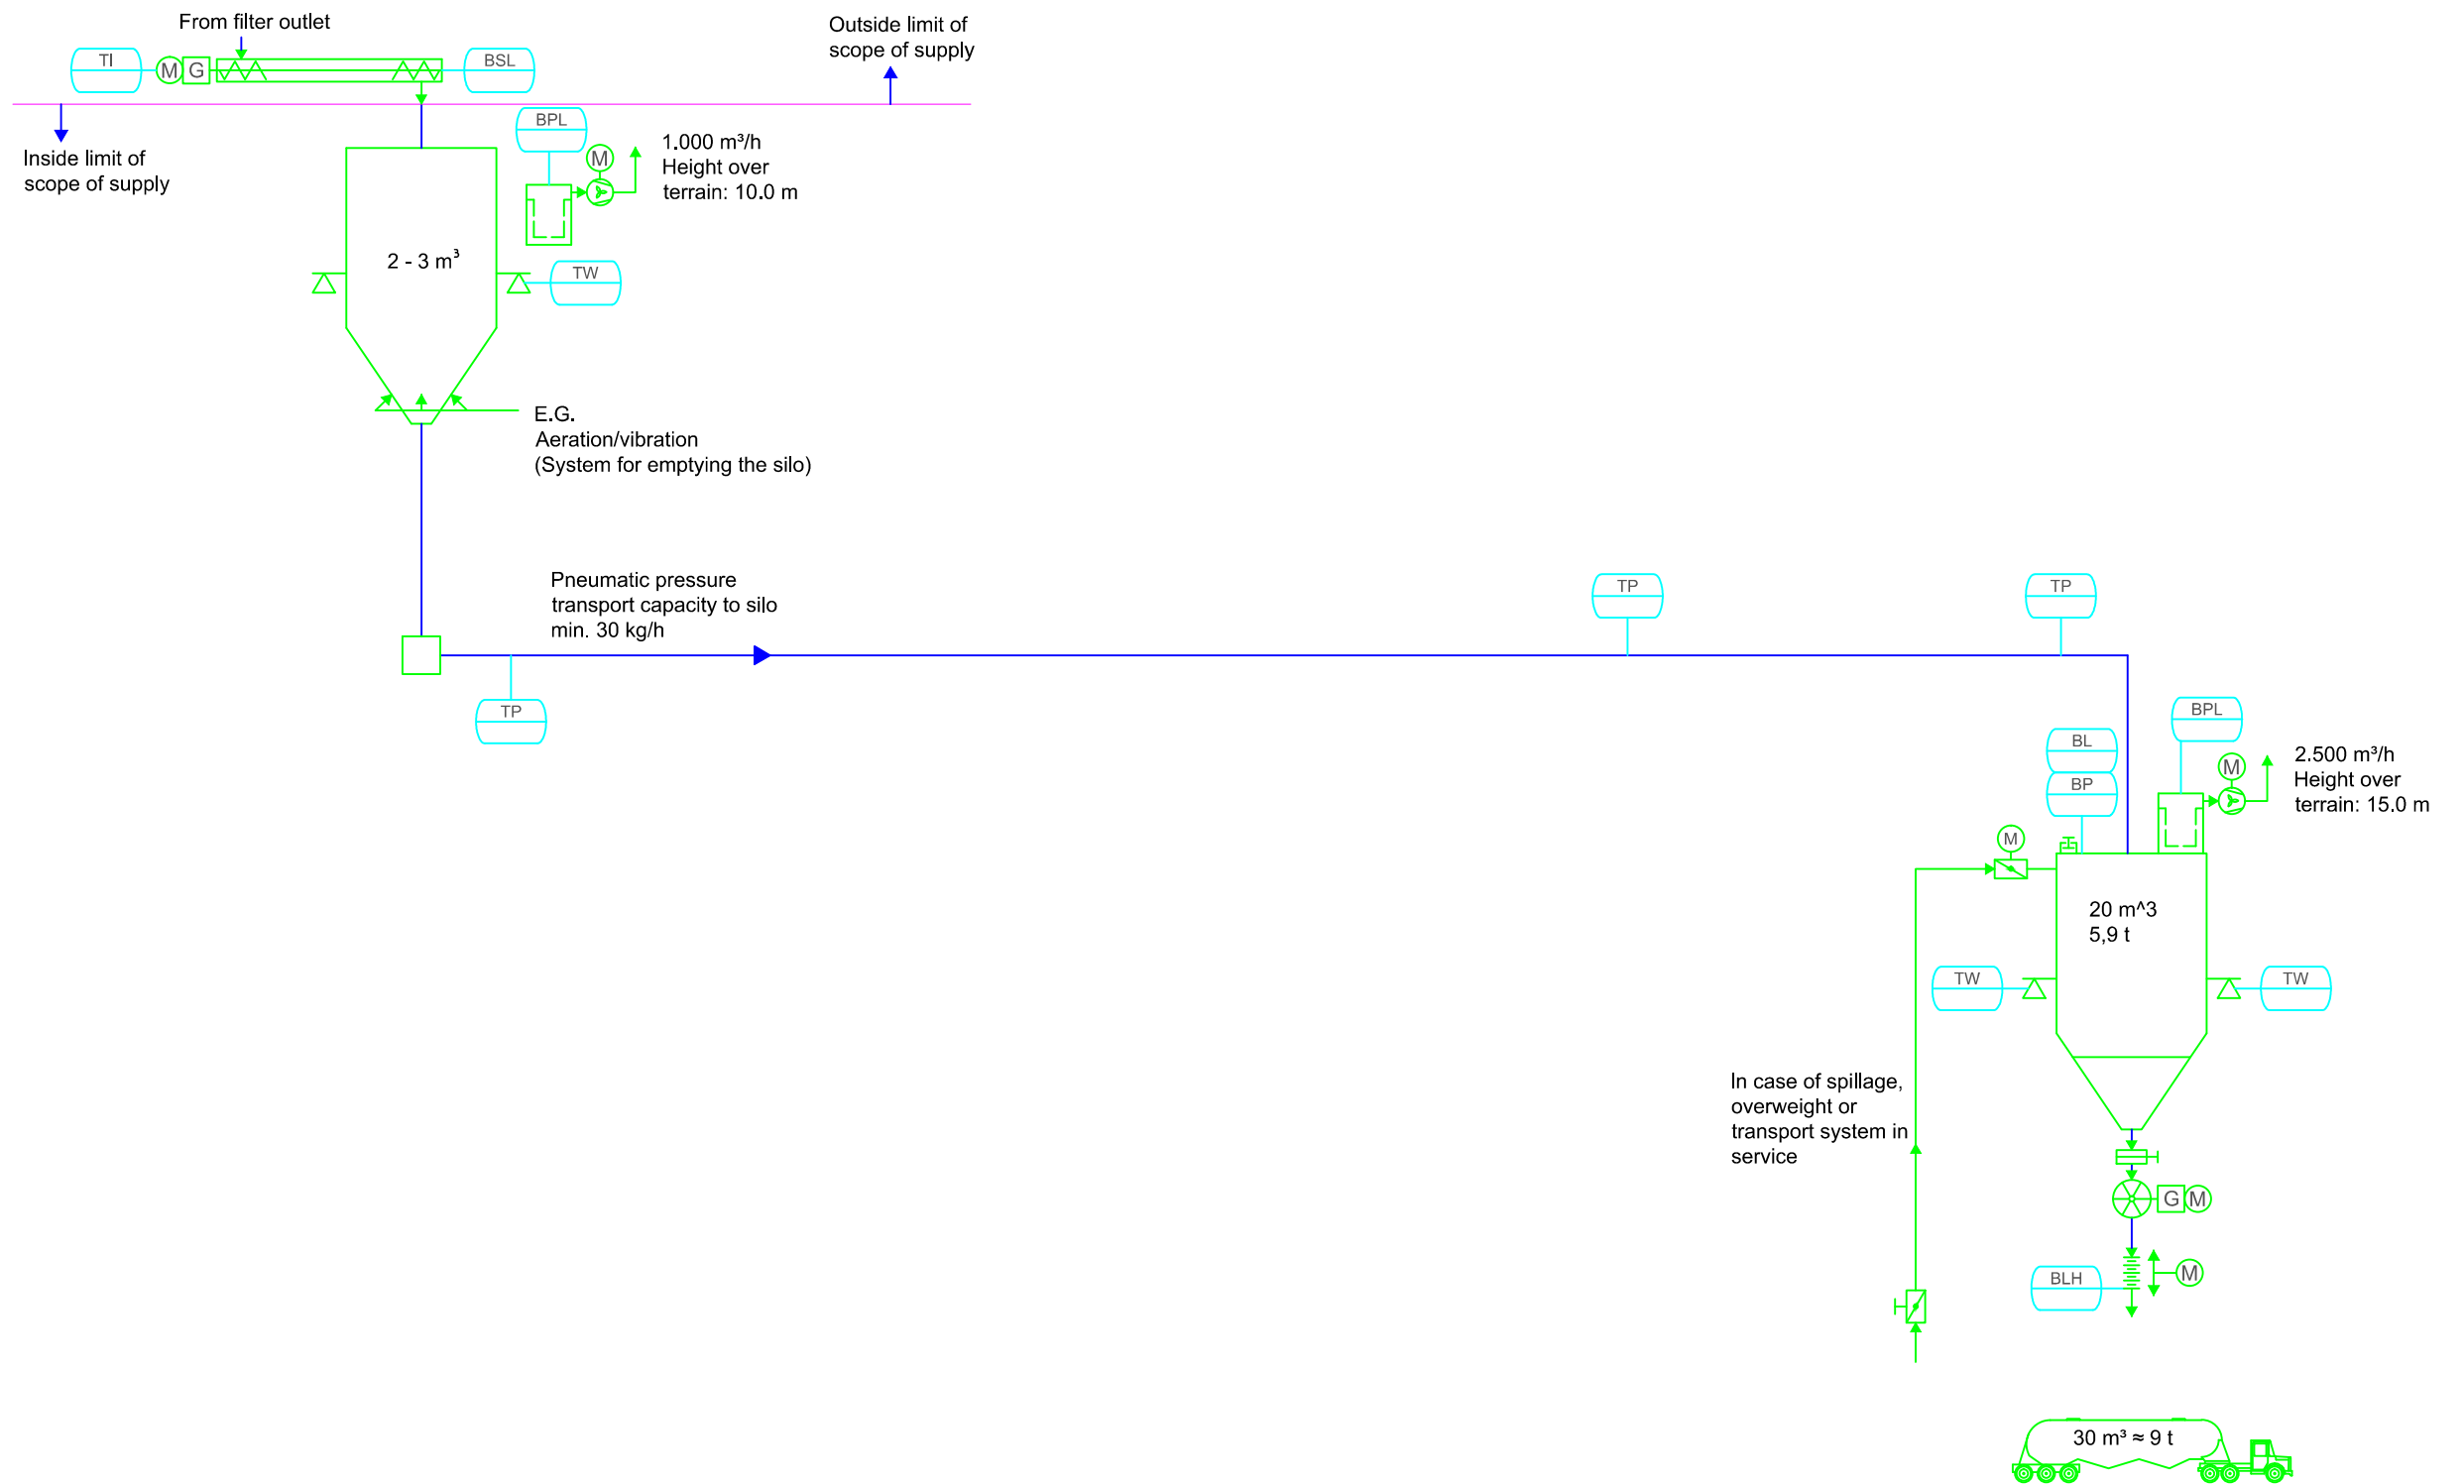 From filter outlet
Outside limit of
scope of supply
TI
M
G
BSL
Inside limit of
scope of supply
BPL
M
1.000 m³/h
Height over
terrain: 10.0 m
2 - 3 m³
TW
E.G.
Aeration/vibration
(System for emptying the silo)
Pneumatic pressure
transport capacity to silo
min. 30 kg/h
TP
TP
TP
BPL
BL
BP
M
2.500 m³/h
Height over
terrain: 15.0 m
M
20 m^3
5,9 t
TW
TW
In case of spillage,
overweight or
transport system in
service
G
M
M
BLH
30 m³ ≈ 9 t